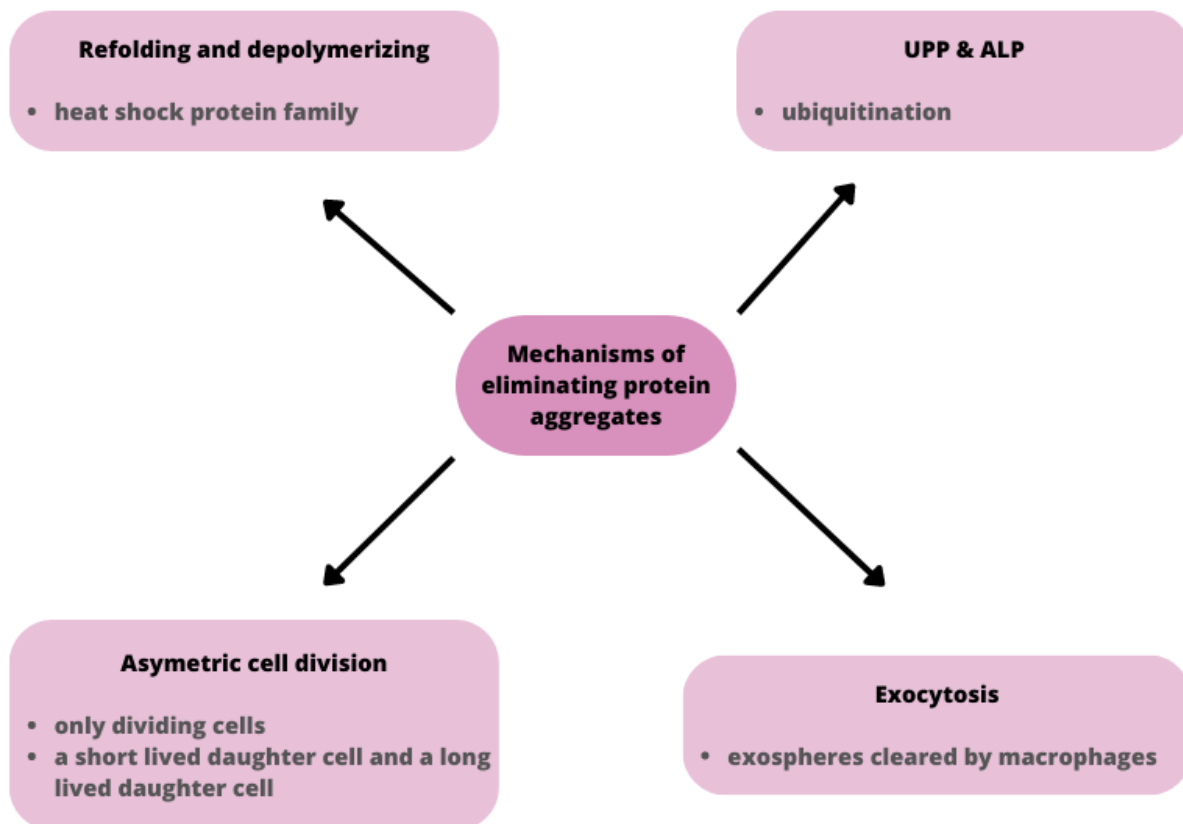 Refolding and depolymerizing
• heat shock protein family
UPP & ALP
• ubiquitination
Mechanisms of
eliminating protein
aggregates
Asymetric cell division
• only dividing cells
• a short lived daughter cell and a long
lived daughter cell
Exocytosis
• exospheres cleared by macrophages